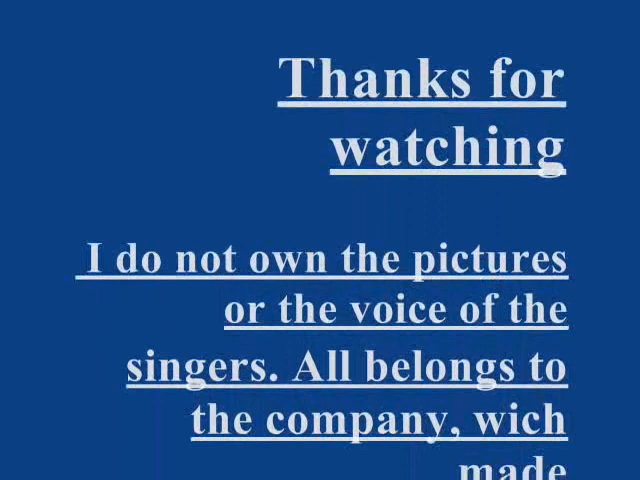 Thanks for
watching
I do not own the pictures
or the voice of the
singers. All belongs to
the company, wich
made